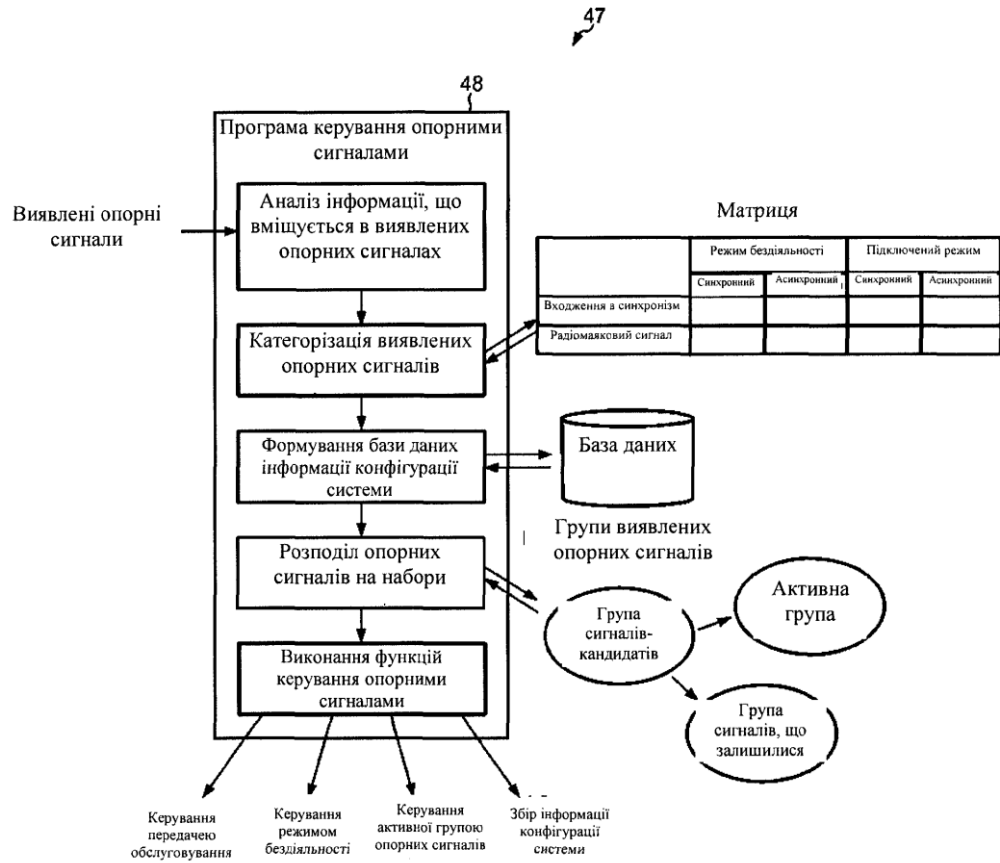 47
48
Програма керування опорними
сигналами
Виявлені опорні
сигнали
Аналіз інформації, що
вміщується в виявлених
опорних сигналах
Категорізація виявлених
опорних сигналів
Формування бази даних
інформації конфігурації
системи
Розподіл опорних
сигналів на набори
Виконання функцій
керування опорними
сигналами
Матриця
Режим бездіяльності
Підключений режим
Синхронний
Асинхронний
Синхронний
Асинхронний
Входження в синхронізм
Радіомаяковий сигнал
База даних
Групи виявлених
опорних сигналів
Група
сигналів-
кандидатів
Активна
група
Група
сигналів, що
залишилися
Керування
передачею
обслуговування
Керування
режимом
бездіяльності
Керування
активної групою
опорних сигналів
Збір інформації
конфігурації
системи